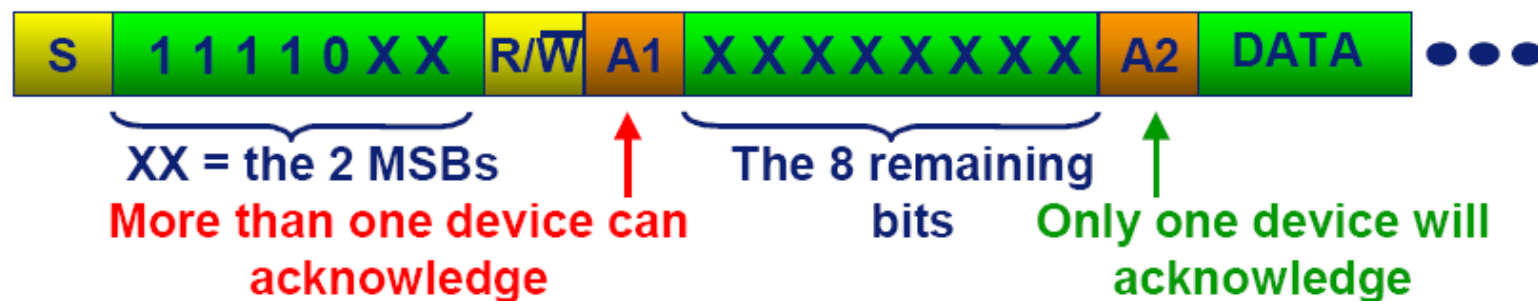 S 1 1 1 1 0 X X R/W̅ A1 X X X X X X X X A2 DATA
XX = the 2 MSBs The 8 remaining
More than one device can bits Only one device will
acknowledge acknowledge